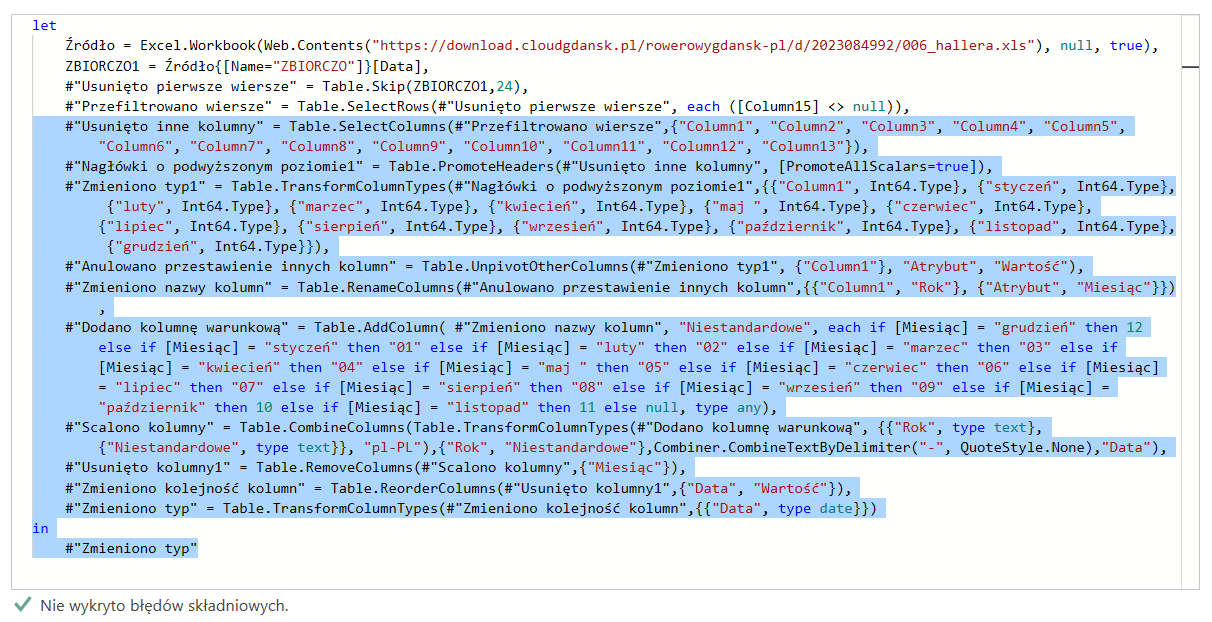 let
Źródło = Excel.Workbook(Web.Contents("https://download.cloudgdansk.pl/rowerowygdansk-pl/d/2023084992/006_hallera.xls"), null, true),
ZBIORCZO1 = Źródło{[Name="ZBIORCZO"]}[Data],
#"Usunięto pierwsze wiersze" = Table.Skip(ZBIORCZO1,24),
#"Przefiltrowano wiersze" = Table.SelectRows(#"Usunięto pierwsze wiersze", each ([Column15] <> null)),
#"Usunięto inne kolumny" = Table.SelectColumns(#"Przefiltrowano wiersze",{"Column1", "Column2", "Column3", "Column4", "Column5",
"Column6", "Column7", "Column8", "Column9", "Column10", "Column11", "Column12", "Column13"}),
#"Nagłówki o podwyższonym poziomie1" = Table.PromoteHeaders(#"Usunięto inne kolumny", [PromoteAllScalars=true]),
#"Zmieniono typ1" = Table.TransformColumnTypes(#"Nagłówki o podwyższonym poziomie1",{{"Column1", Int64.Type}, {"styczeń", Int64.Type},
{"luty", Int64.Type}, {"marzec", Int64.Type}, {"kwiecień", Int64.Type}, {"maj ", Int64.Type}, {"czerwiec", Int64.Type},
{"lipiec", Int64.Type}, {"sierpień", Int64.Type}, {"wrzesień", Int64.Type}, {"październik", Int64.Type}, {"listopad", Int64.Type},
{"grudzień", Int64.Type}}),
#"Anulowano przestawienie innych kolumn" = Table.UnpivotOtherColumns(#"Zmieniono typ1", {"Column1"}, "Atrybut", "Wartość"),
#"Zmieniono nazwy kolumn" = Table.RenameColumns(#"Anulowano przestawienie innych kolumn",{{"Column1", "Rok"}, {"Atrybut", "Miesiąc"}})
,
#"Dodano kolumnę warunkową" = Table.AddColumn( #"Zmieniono nazwy kolumn", "Niestandardowe", each if [Miesiąc] = "grudzień" then 12
else if [Miesiąc] = "styczeń" then "01" else if [Miesiąc] = "luty" then "02" else if [Miesiąc] = "marzec" then "03" else if
[Miesiąc] = "kwiecień" then "04" else if [Miesiąc] = "maj " then "05" else if [Miesiąc] = "czerwiec" then "06" else if [Miesiąc]
= "lipiec" then "07" else if [Miesiąc] = "sierpień" then "08" else if [Miesiąc] = "wrzesień" then "09" else if [Miesiąc] =
"październik" then 10 else if [Miesiąc] = "listopad" then 11 else null, type any),
#"Scalono kolumny" = Table.CombineColumns(Table.TransformColumnTypes(#"Dodano kolumnę warunkową", {{"Rok", type text},
{"Niestandardowe", type text}}, "pl-PL"),{"Rok", "Niestandardowe"},Combiner.CombineTextByDelimiter("-", QuoteStyle.None),"Data"),
#"Usunięto kolumny1" = Table.RemoveColumns(#"Scalono kolumny",{"Miesiąc"}),
#"Zmieniono kolejność kolumn" = Table.ReorderColumns(#"Usunięto kolumny1",{"Data", "Wartość"}),
#"Zmieniono typ" = Table.TransformColumnTypes(#"Zmieniono kolejność kolumn",{{"Data", type date}})
in
#"Zmieniono typ"
Nie wykryto błędów składniowych.